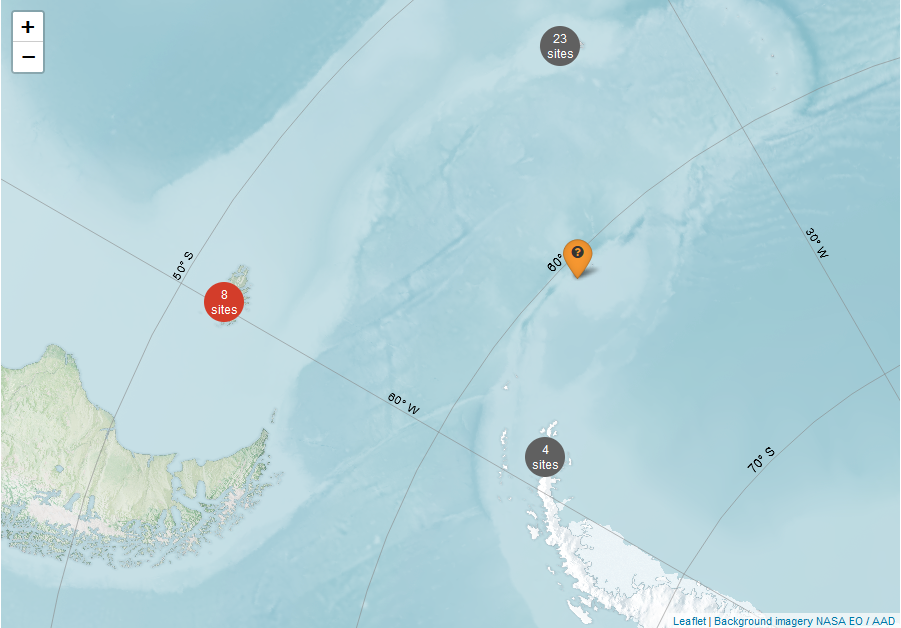 +
−
23
sites
30° W
50° S
60°
?
8
sites
60° W
4
sites
70° S
Leaflet | Background imagery NASA EO / AAD